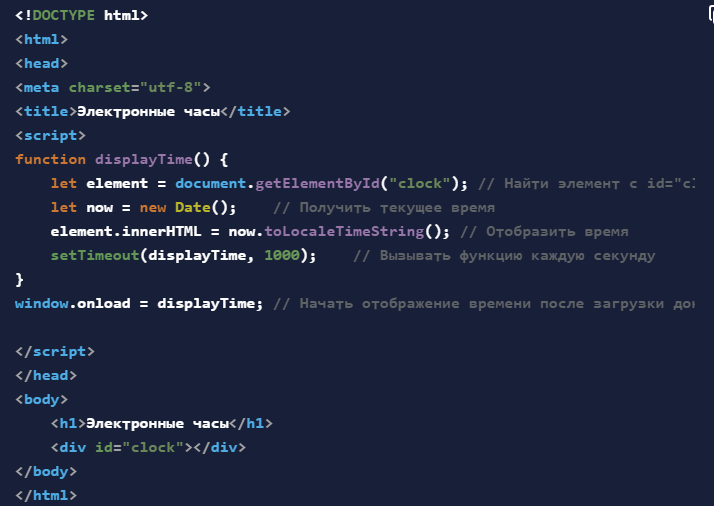 <!DOCTYPE html>
<html>
<head>
<meta charset="utf-8">
<title>Электронные часы</title>
<script>
function displayTime() {
    let element = document.getElementById("clock"); // Найти элемент с
    let now = new Date();    // Получить текущее время
    element.innerHTML = now.toLocaleTimeString(); // Отобразить время
    setTimeout(displayTime, 1000);    // Вызывать функцию каждую секунду
}
window.onload = displayTime; // Начать отображение времени после загрузки
</script>
</head>
<body>
    <h1>Электронные часы</h1>
    <div id="clock"></div>
</body>
</html>